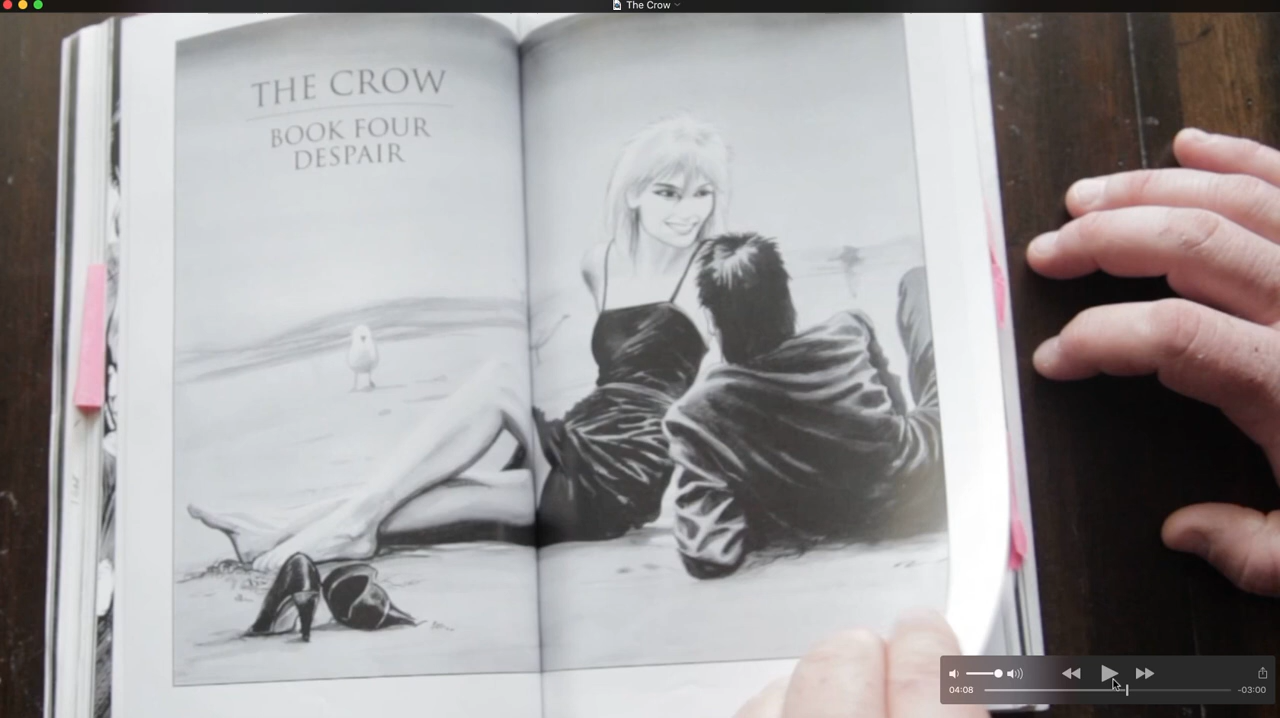 The Crow
THE CROW
BOOK FOUR
DESPAIR
04:08
-03:00